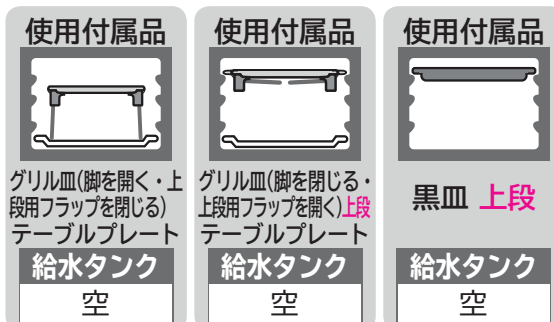 使用付属品
グリル皿(脚を開く・上
段用フラップを閉じる)
テーブルプレート
給水タンク
空
使用付属品
グリル皿(脚を閉じる・
上段用フラップを開く)上段
テーブルプレート
給水タンク
空
使用付属品
黒皿 上段
給水タンク
空